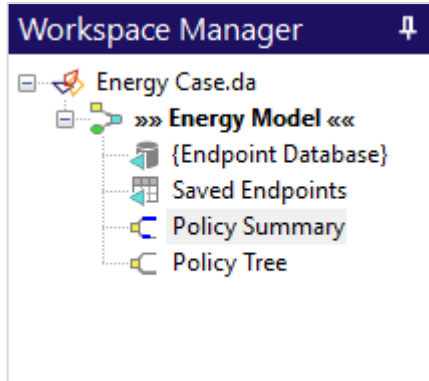 Workspace Manager
Energy Case.da
»» Energy Model ««
{Endpoint Database}
Saved Endpoints
Policy Summary
Policy Tree